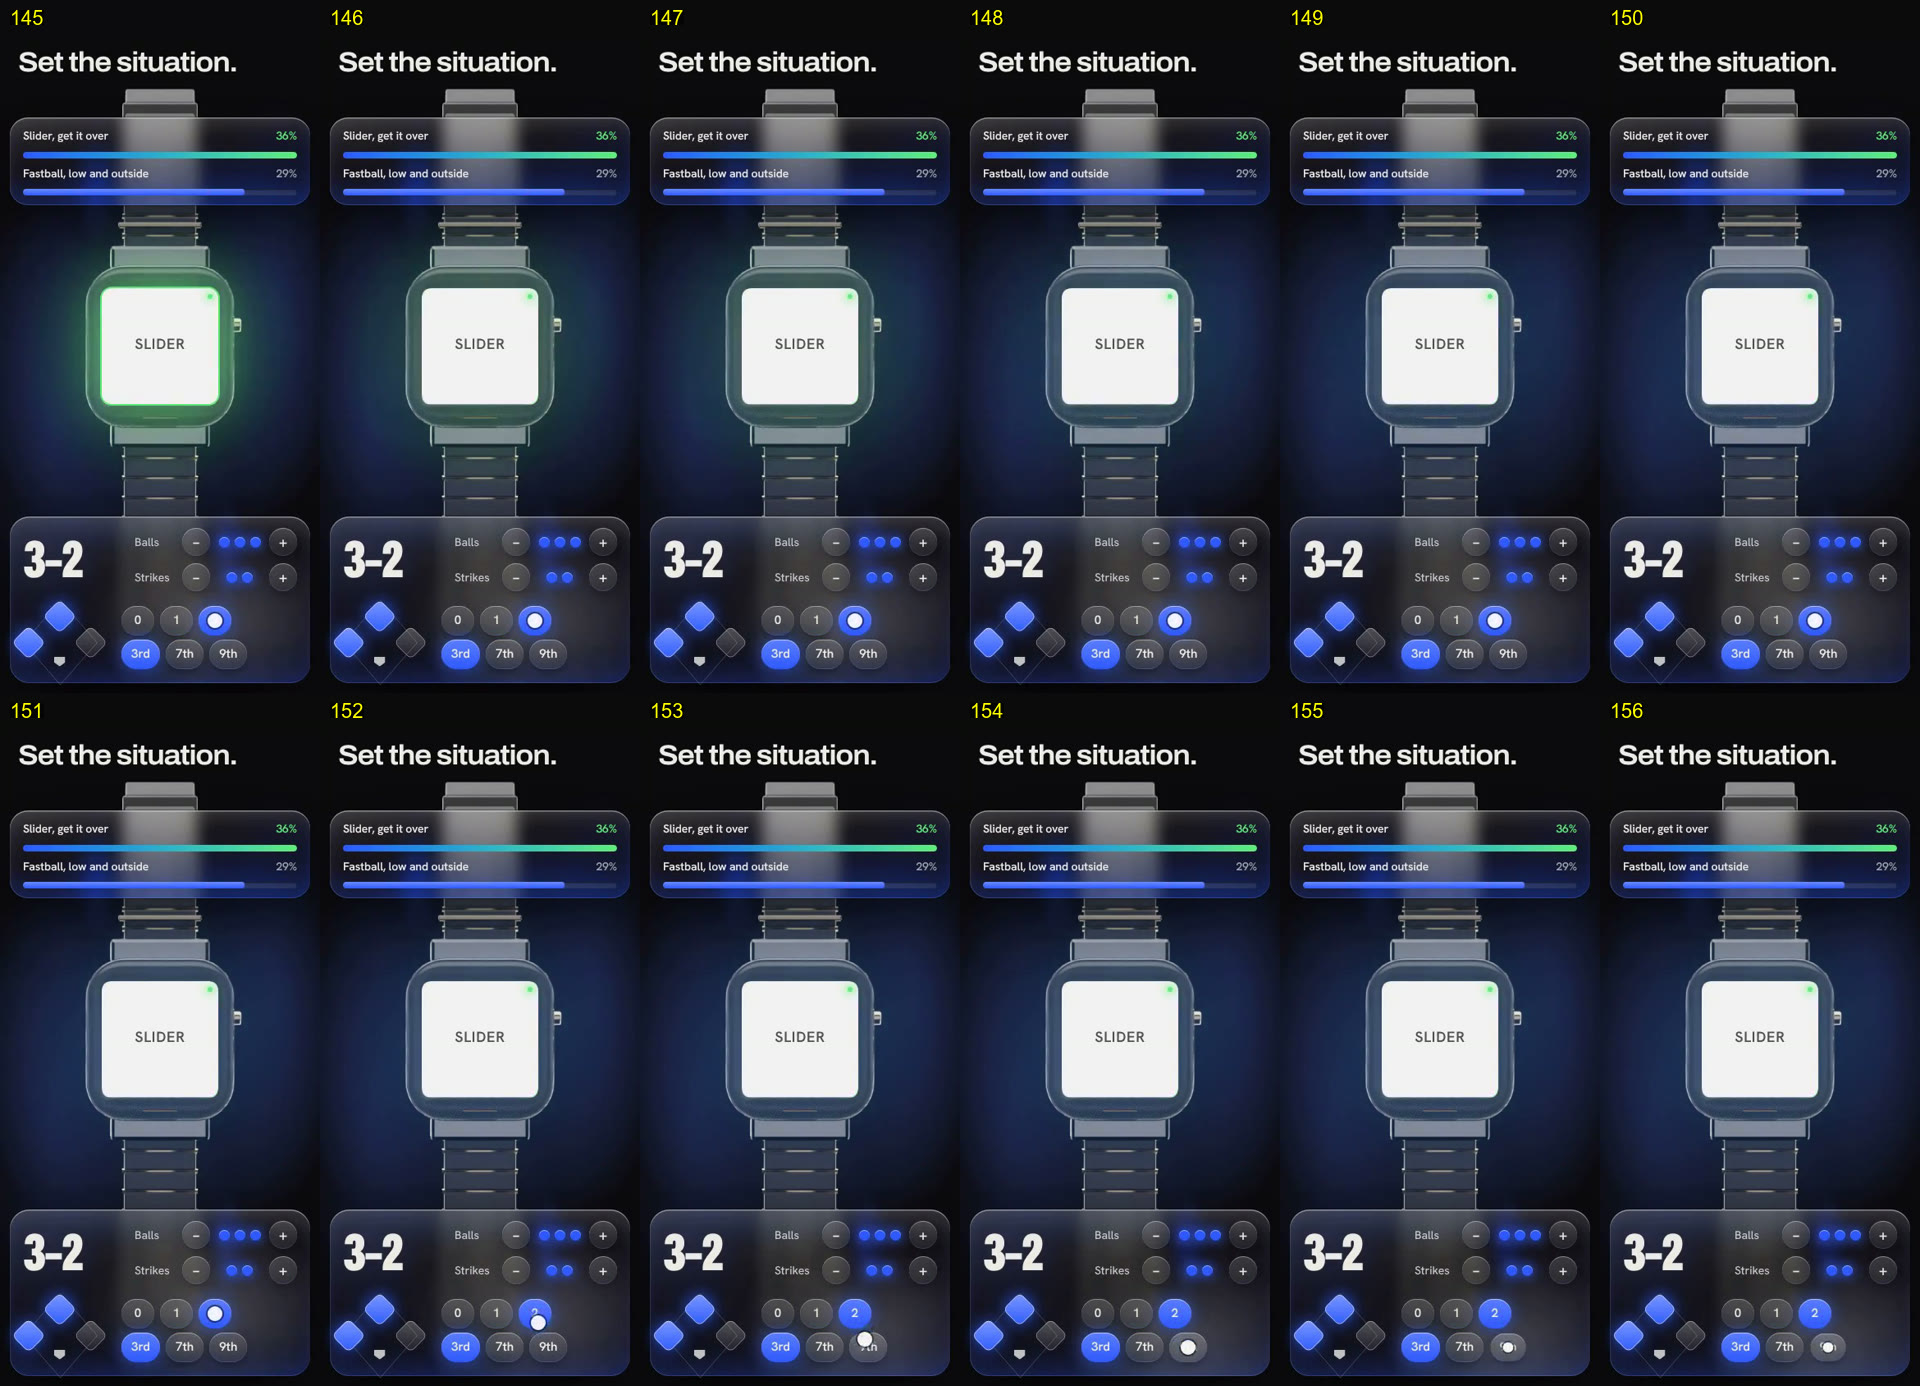 145
Set the situation.
Slider, get it over 36%
Fastball, low and outside 29%
SLIDER
3-2
Balls - +
Strikes - +
0 1
3rd 7th 9th
146
Set the situation.
Slider, get it over 36%
Fastball, low and outside 29%
SLIDER
3-2
Balls - +
Strikes - +
0 1
3rd 7th 9th
147
Set the situation.
Slider, get it over 36%
Fastball, low and outside 29%
SLIDER
3-2
Balls - +
Strikes - +
0 1
3rd 7th 9th
148
Set the situation.
Slider, get it over 36%
Fastball, low and outside 29%
SLIDER
3-2
Balls - +
Strikes - +
0 1
3rd 7th 9th
149
Set the situation.
Slider, get it over 36%
Fastball, low and outside 29%
SLIDER
3-2
Balls - +
Strikes - +
0 1
3rd 7th 9th
150
Set the situation.
Slider, get it over 36%
Fastball, low and outside 29%
SLIDER
3-2
Balls - +
Strikes - +
0 1
3rd 7th 9th
151
Set the situation.
Slider, get it over 36%
Fastball, low and outside 29%
SLIDER
3-2
Balls - +
Strikes - +
0 1
3rd 7th 9th
152
Set the situation.
Slider, get it over 36%
Fastball, low and outside 29%
SLIDER
3-2
Balls - +
Strikes - +
0 1
3rd 7th 9th
153
Set the situation.
Slider, get it over 36%
Fastball, low and outside 29%
SLIDER
3-2
Balls - +
Strikes - +
0 1 2
3rd 7th
154
Set the situation.
Slider, get it over 36%
Fastball, low and outside 29%
SLIDER
3-2
Balls - +
Strikes - +
0 1 2
3rd 7th
155
Set the situation.
Slider, get it over 36%
Fastball, low and outside 29%
SLIDER
3-2
Balls - +
Strikes - +
0 1 2
3rd 7th
156
Set the situation.
Slider, get it over 36%
Fastball, low and outside 29%
SLIDER
3-2
Balls - +
Strikes - +
0 1 2
3rd 7th